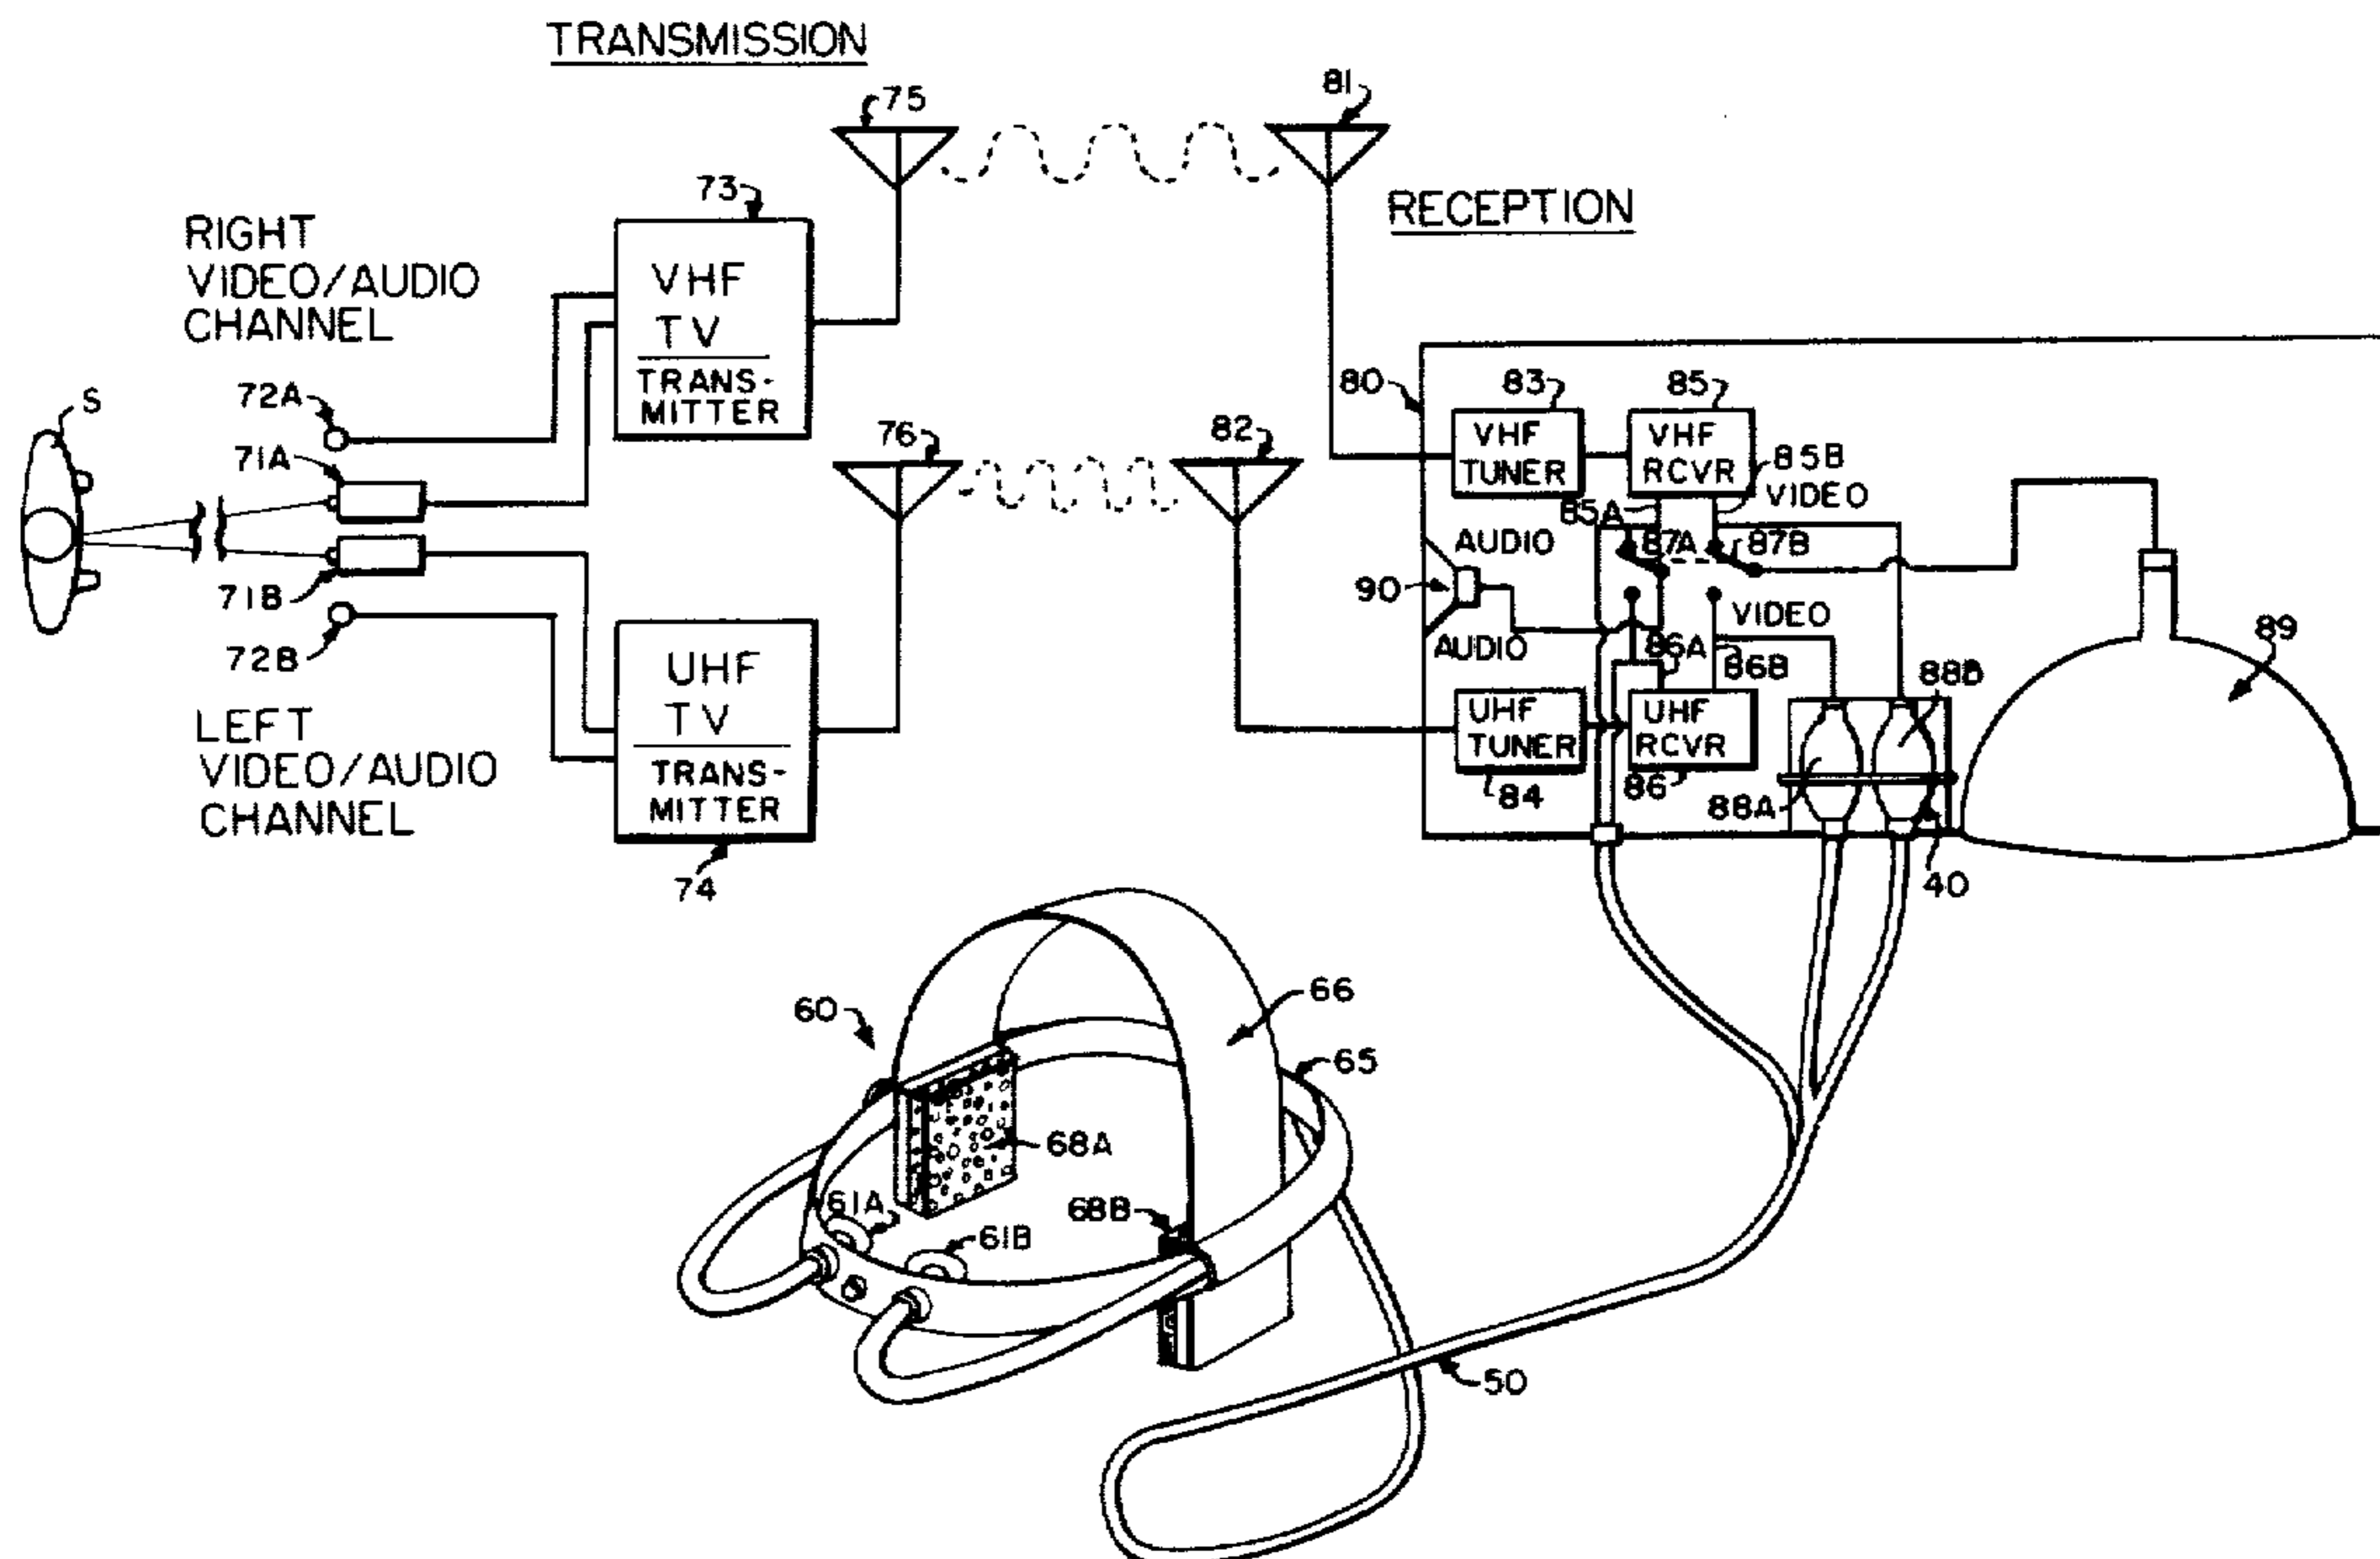 TRANSMISSION
75
81
73
RECEPTION
RIGHT
VIDEO/AUDIO
CHANNEL
VHF
TV
TRANS-
MITTER
S
72A
71A
71B
72B
76
82
80
83
85
VHF
TUNER
VHF
RCVR
85B
VIDEO
85A
AUDIO
87A
87B
90
VIDEO
AUDIO
86A
86B
88B
89
LEFT
VIDEO/AUDIO
CHANNEL
UHF
TV
TRANS-
MITTER
74
UHF
TUNER
UHF
RCVR
84
86
88A
40
60
66
65
68A
61A
61B
68B
50